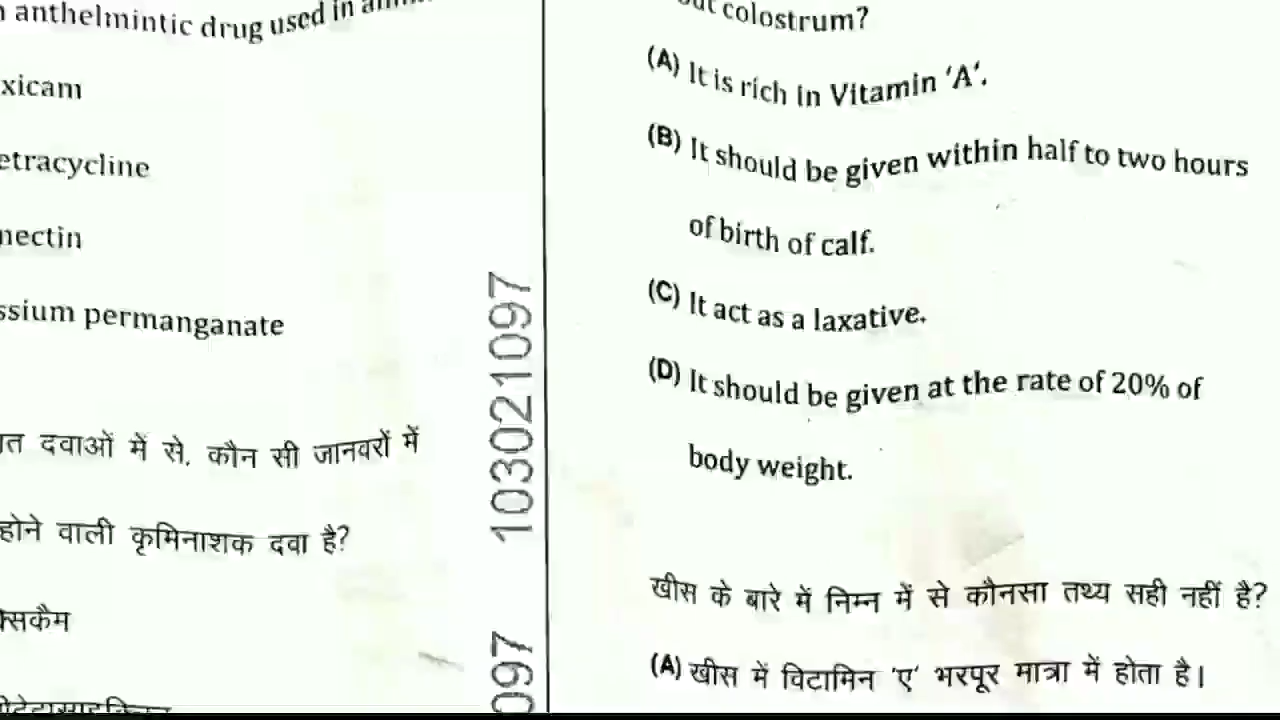 anthelmintic drug used in
xicam
etracycline
nectin
ssium permanganate
दवाओं में से, कौन सी जानवरों में
होने वाली कृमिनाशक दवा है?
क्सिकैम
103021097
097
colostrum?
(A) It is rich in Vitamin ‘A’.
(B) It should be given within half to two hours
of birth of calf.
(C) It act as a laxative.
(D) It should be given at the rate of 20% of
body weight.
खीस के बारे में निम्न में से कौनसा तथ्य सही नहीं है?
(A) खीस में विटामिन ‘ए’ भरपूर मात्रा में होता है।